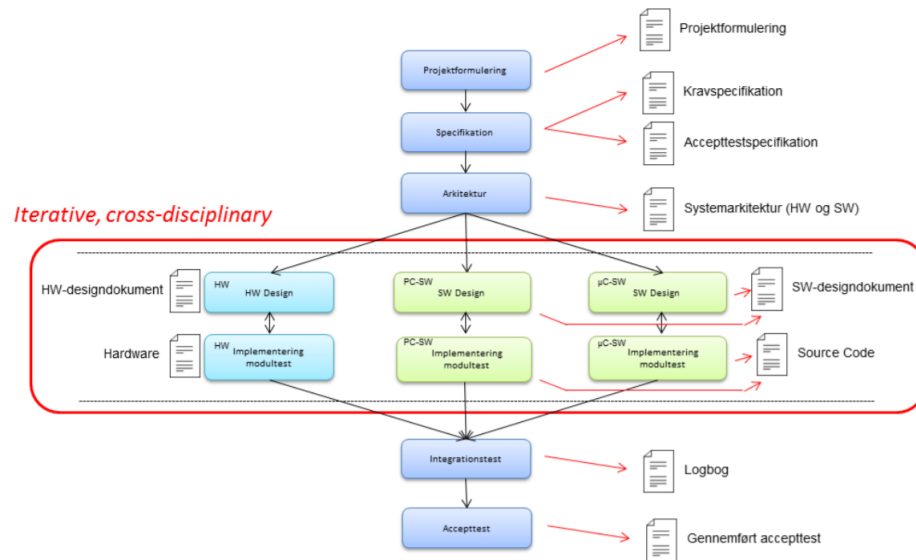 Projektformulering
Projektformulering
Kravspecifikation
Specifikation
Accepttestspecifikation
Arkitektur
Systemarkitektur (HW og SW)
Iterative, cross-disciplinary
HW-designdokument
HW
HW Design
PC-SW
SW Design
µC-SW
SW Design
SW-designdokument
Hardware
HW
Implementering
modultest
PC-SW
Implementering
modultest
µC-SW
Implementering
modultest
Source Code
Integrationstest
Logbog
Accepttest
Gennemført accepttest